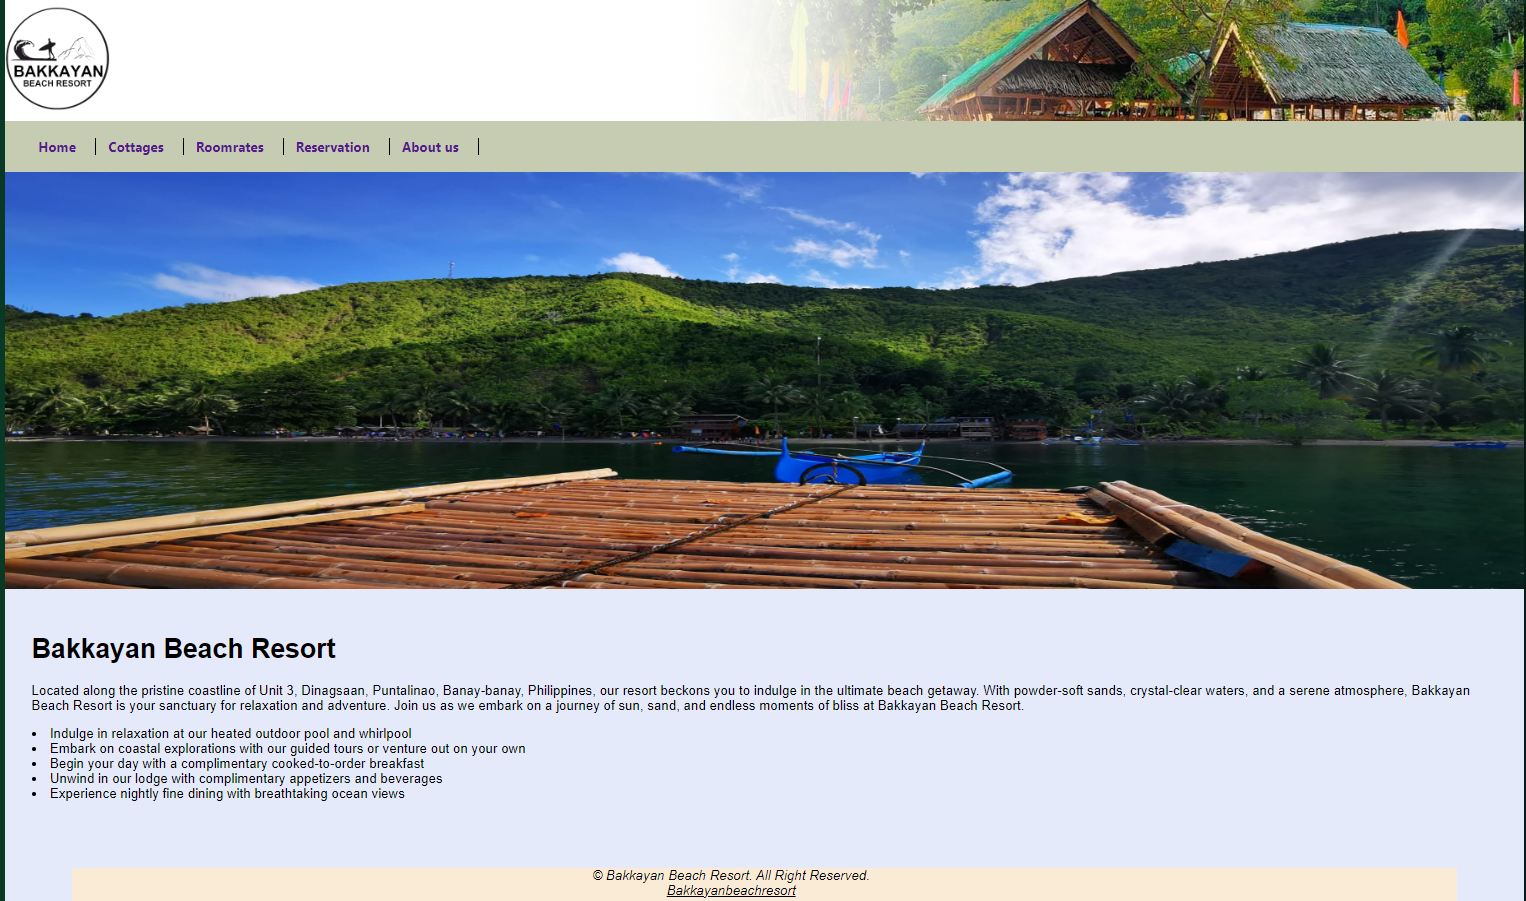 BAKKAYAN
BEACH RESORT
Home
Cottages
Roomrates
Reservation
About us
Bakkayan Beach Resort
Located along the pristine coastline of Unit 3, Dinagsaan, Puntalinao, Banay-banay, Philippines, our resort beckons you to indulge in the ultimate beach getaway. With powder-soft sands, crystal-clear waters, and a serene atmosphere, Bakkayan
Beach Resort is your sanctuary for relaxation and adventure. Join us as we embark on a journey of sun, sand, and endless moments of bliss at Bakkayan Beach Resort.
• Indulge in relaxation at our heated outdoor pool and whirlpool
• Embark on coastal explorations with our guided tours or venture out on your own
• Begin your day with a complimentary cooked-to-order breakfast
• Unwind in our lodge with complimentary appetizers and beverages
• Experience nightly fine dining with breathtaking ocean views
© Bakkayan Beach Resort. All Right Reserved.
Bakkayanbeachresort